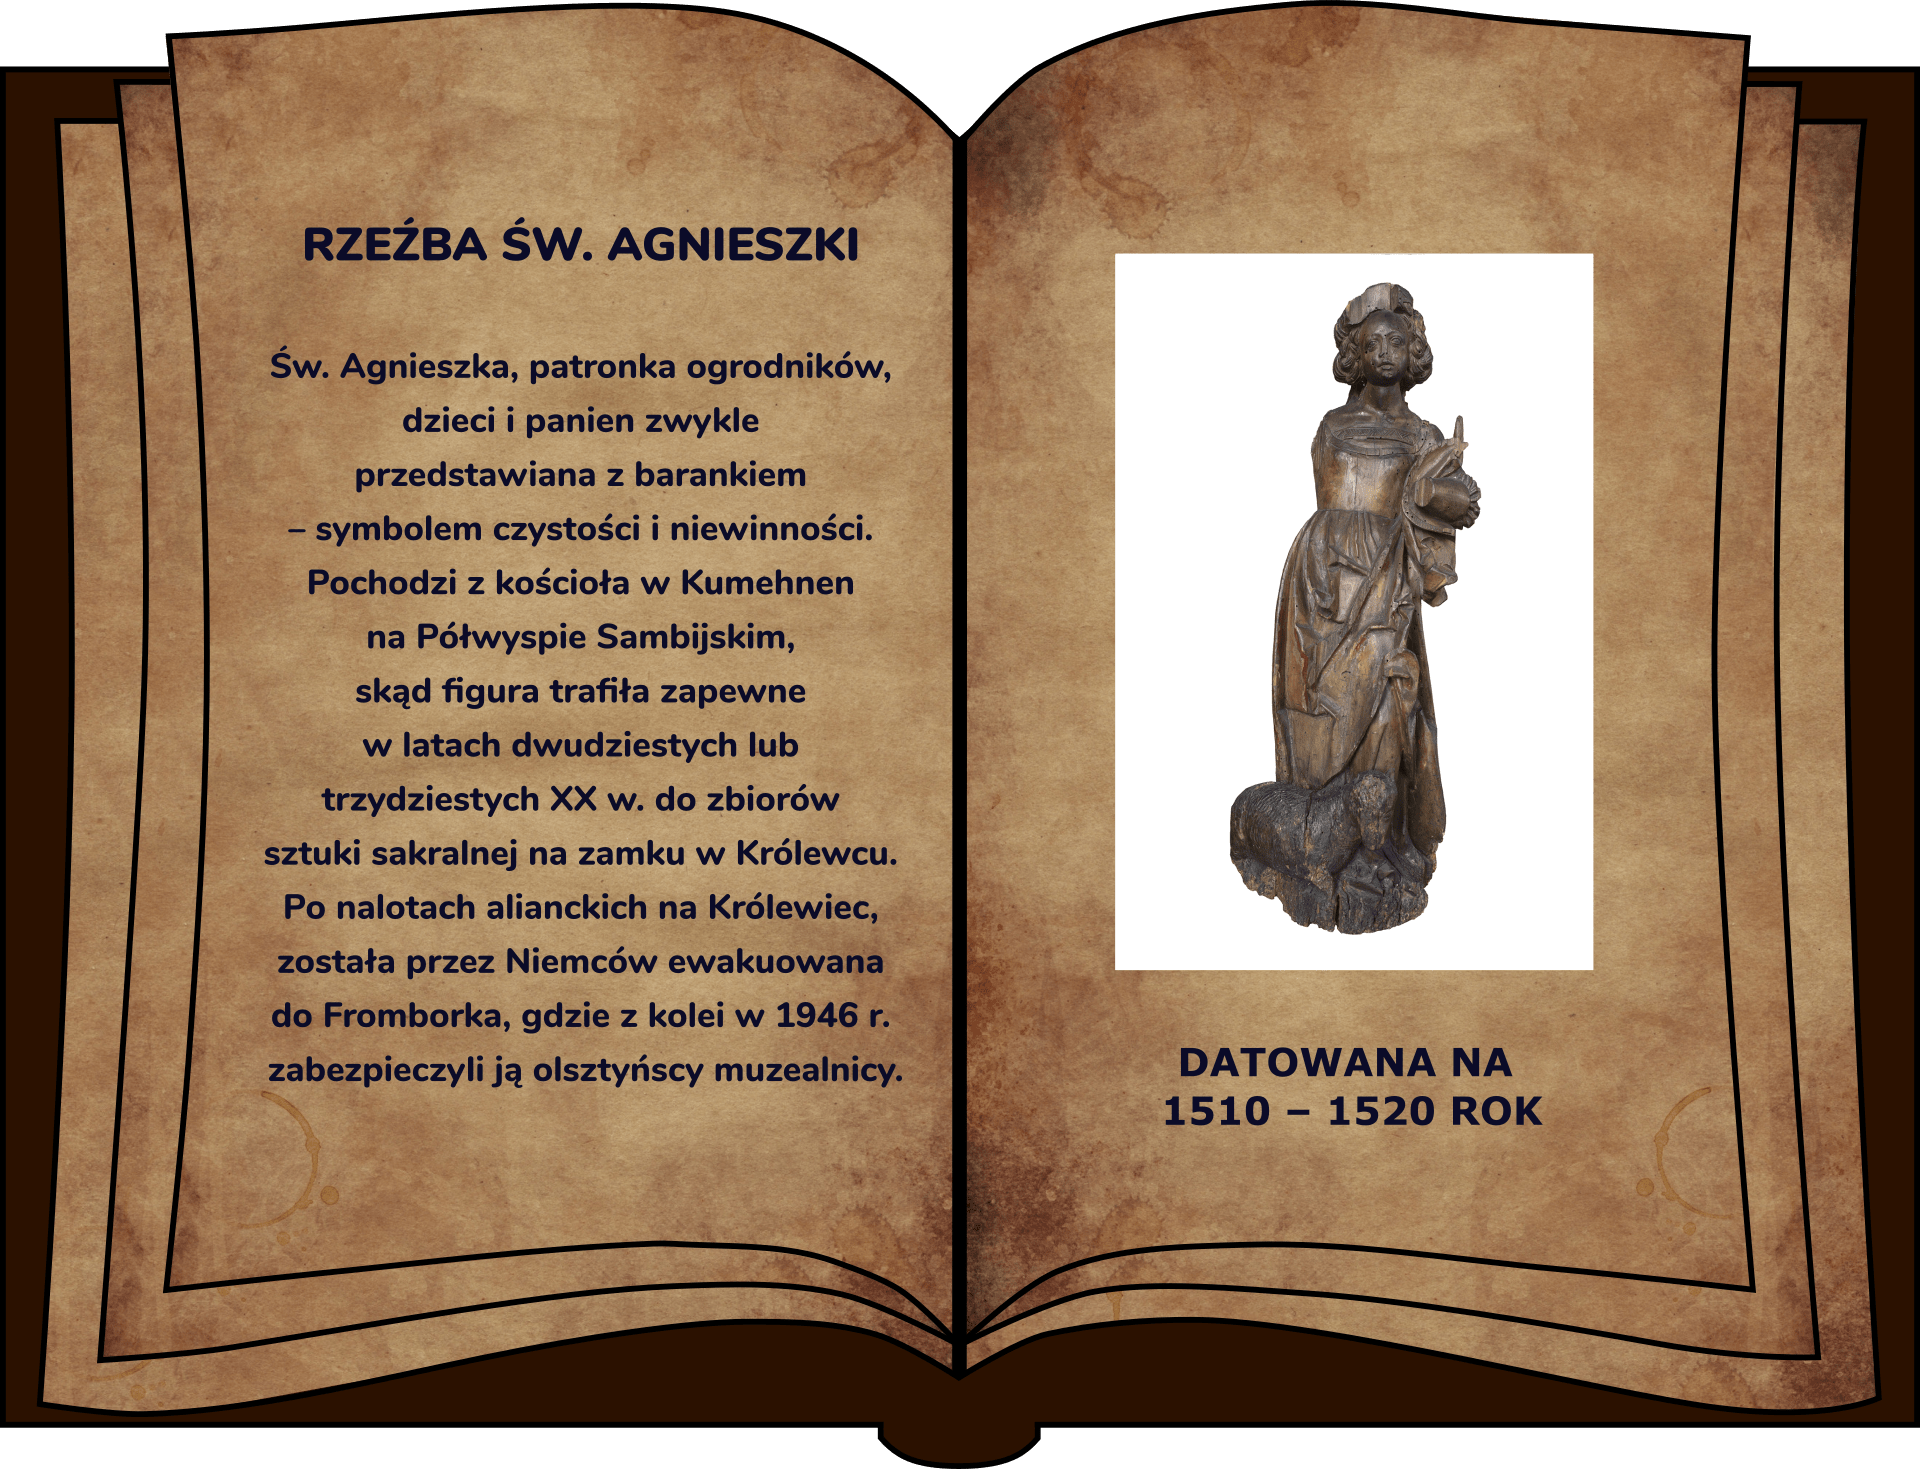 RZEŹBA ŚW. AGNIESZKI
Św. Agnieszka, patronka ogrodników,
dzieci i panien zwykle
przedstawiana z barankiem
– symbolem czystości i niewinności.
Pochodzi z kościoła w Kumehnen
na Półwyspie Sambijskim,
skąd figura trafiła zapewne
w latach dwudziestych lub
trzydziestych XX w. do zbiorów
sztuki sakralnej na zamku w Królewcu.
Po nalotach alianckich na Królewiec,
została przez Niemców ewakuowana
do Fromborka, gdzie z kolei w 1946 r.
zabezpieczyli ją olsztyńscy muzealnicy.
DATOWANA NA
1510 – 1520 ROK